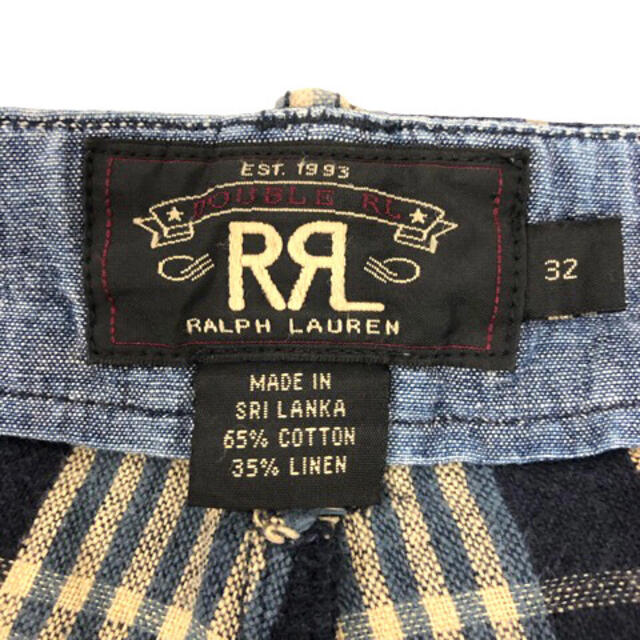 EST. 1993
DOUBLE RL
RRL
RALPH LAUREN
32
MADE IN
SRI LANKA
65% COTTON
35% LINEN